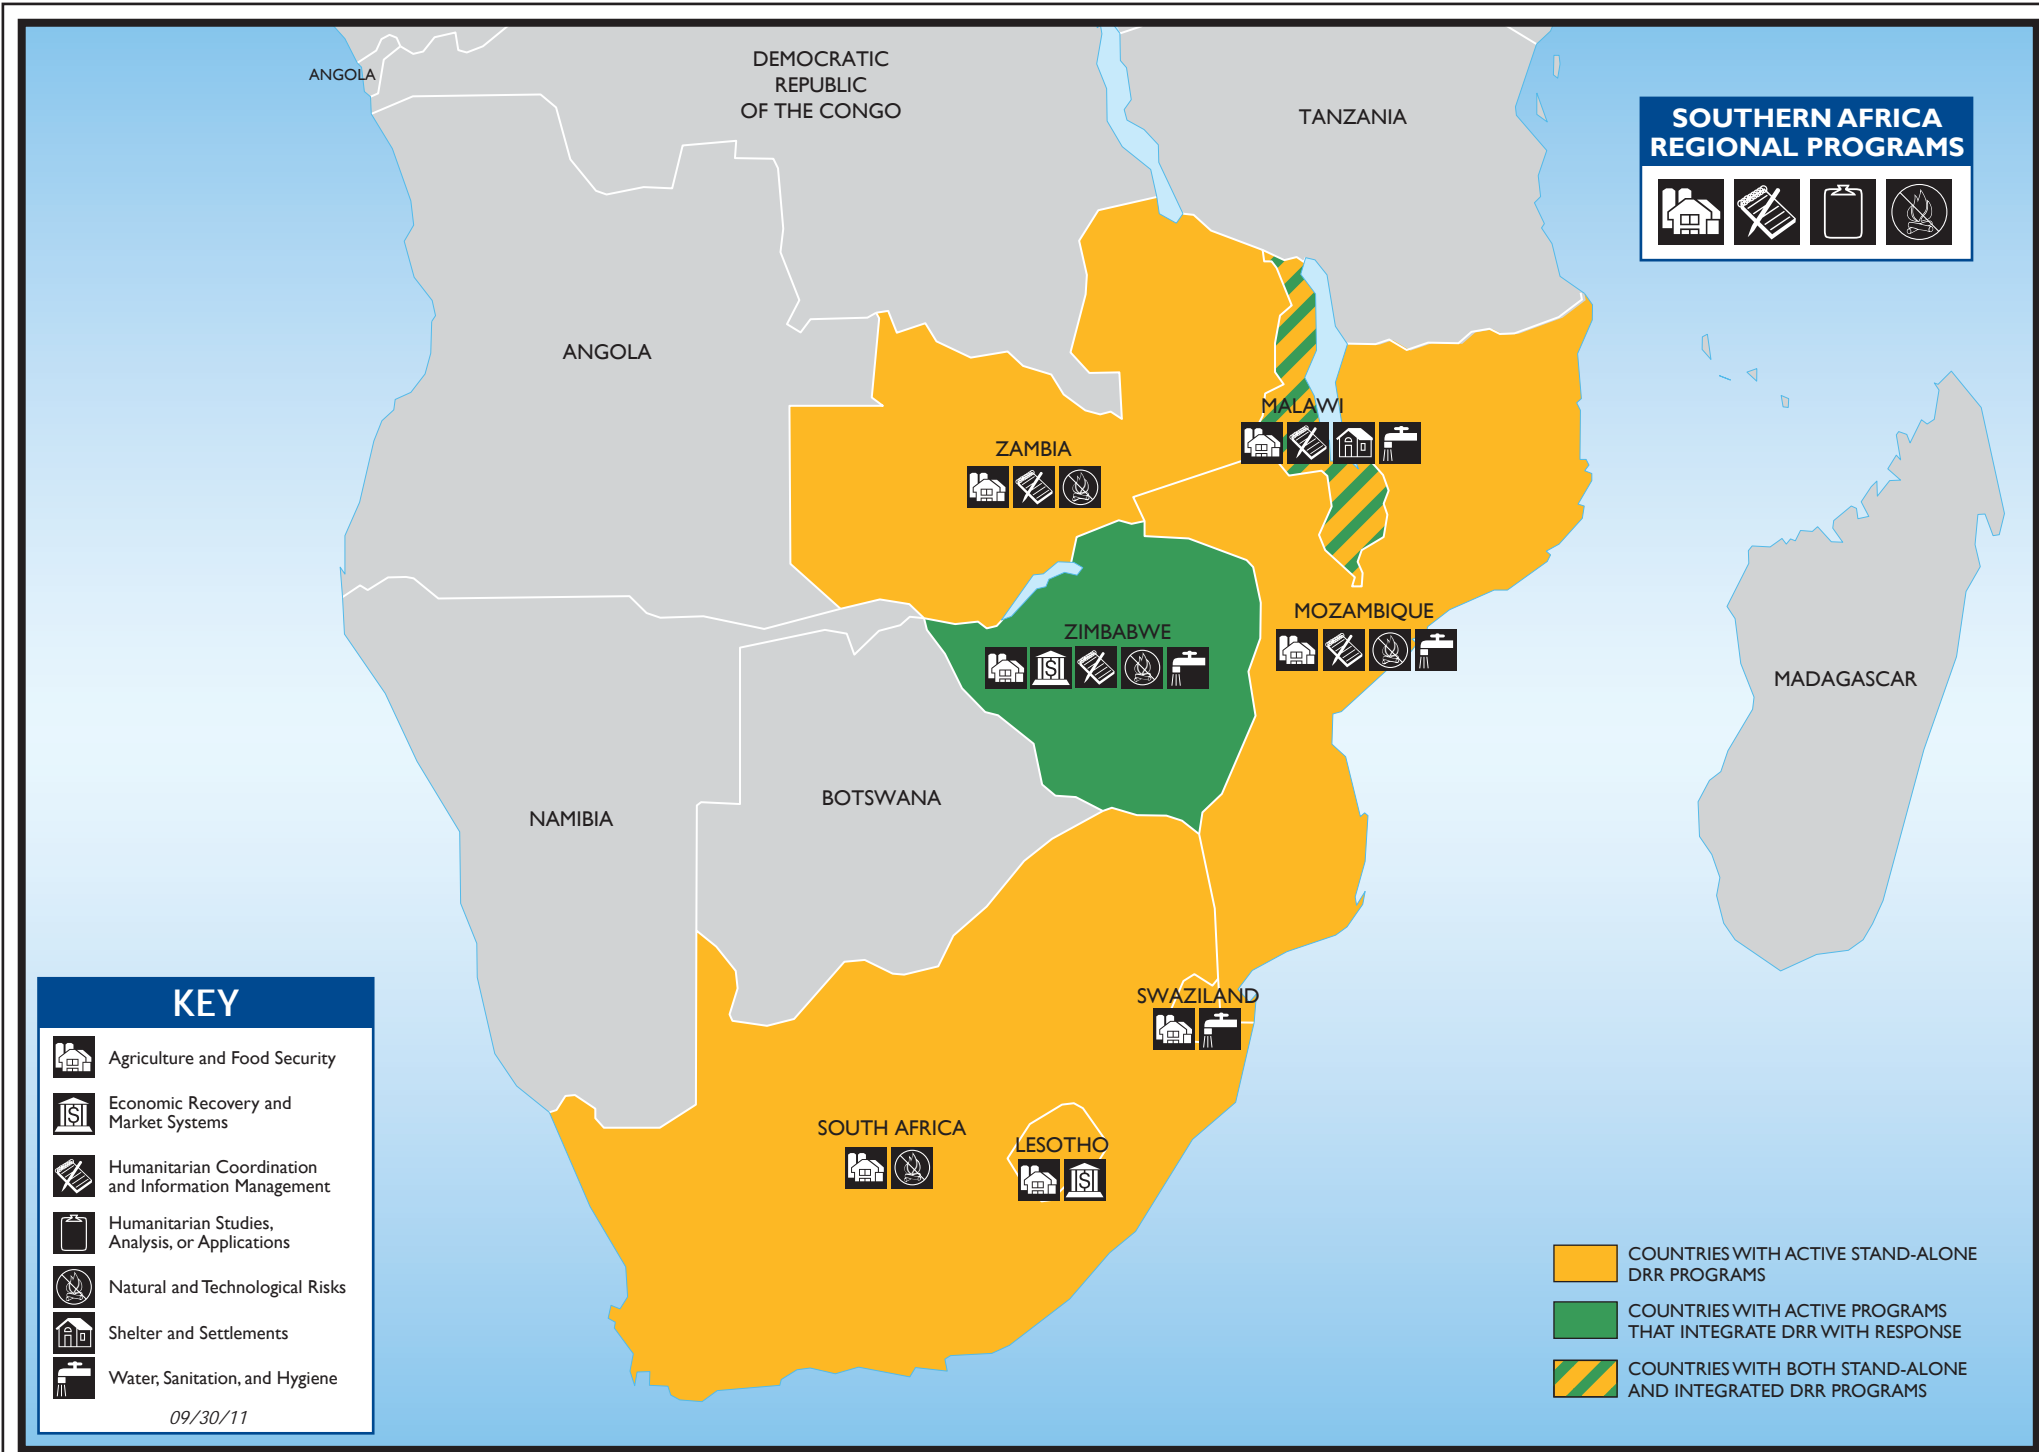 ANGOLA
DEMOCRATIC
REPUBLIC
OF THE CONGO
TANZANIA
SOUTHERN AFRICA
REGIONAL PROGRAMS
ANGOLA
ZAMBIA
MALAWI
ZIMBABWE
MOZAMBIQUE
MADAGASCAR
NAMIBIA
BOTSWANA
SWAZILAND
SOUTH AFRICA
LESOTHO
KEY
Agriculture and Food Security
Economic Recovery and
Market Systems
Humanitarian Coordination
and Information Management
Humanitarian Studies,
Analysis, or Applications
Natural and Technological Risks
Shelter and Settlements
Water, Sanitation, and Hygiene
09/30/11
COUNTRIES WITH ACTIVE STAND-ALONE
DRR PROGRAMS
COUNTRIES WITH ACTIVE PROGRAMS
THAT INTEGRATE DRR WITH RESPONSE
COUNTRIES WITH BOTH STAND-ALONE
AND INTEGRATED DRR PROGRAMS